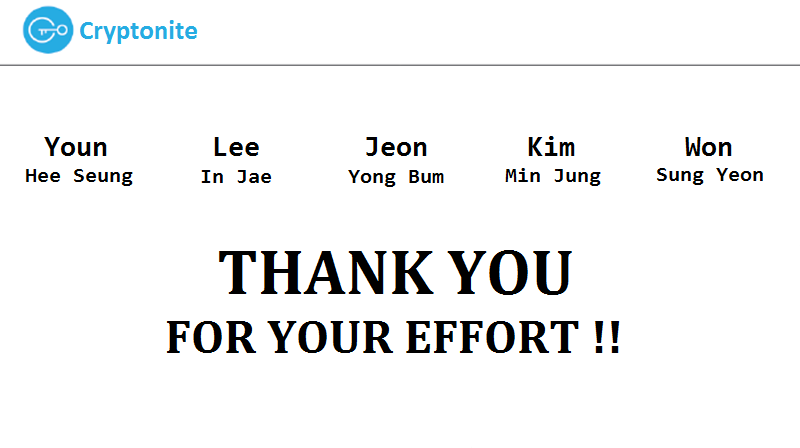 Cryptonite
Youn Lee Jeon Kim Won
Hee Seung In Jae Yong Bum Min Jung Sung Yeon
THANK YOU
FOR YOUR EFFORT !!